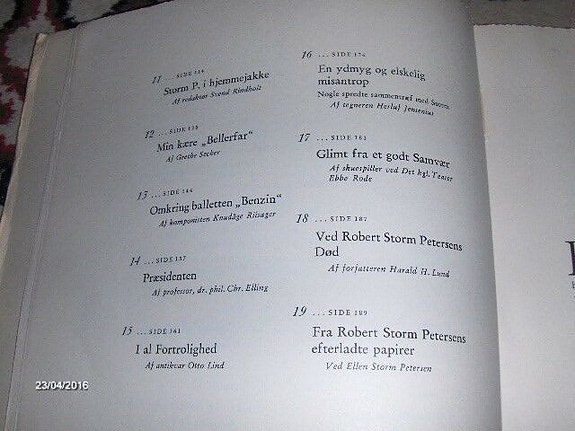 11 ... SIDE 124
Storm P. i hjemmejakke
Af redaktør Svend Rindholt
12 ... SIDE 138
Min kære „Bellerfar“
Af Grethe Secher
13 ... SIDE 144
Omkring balletten „Benzin“
Af komponisten Knudåge Riisager
14 ... SIDE 157
Præsidenten
Af professor, dr. phil. Chr. Elling
15 ... SIDE 161
I al Fortrolighed
Af antikvar Otto Lind
16 ... SIDE 174
En ydmyg og elskelig
misantrop
Nogle spredte sammentræf med Storm
Af tegneren Herluf Jensenius
17 ... SIDE 182
Glimt fra et godt Samvær
Af skuespiller ved Det kgl. Teater
Ebbe Rode
18 ... SIDE 187
Ved Robert Storm Petersens
Død
Af forfatteren Harald H. Lund
19 ... SIDE 189
Fra Robert Storm Petersens
efterladte papirer
Ved Ellen Storm Petersen
23/04/2016